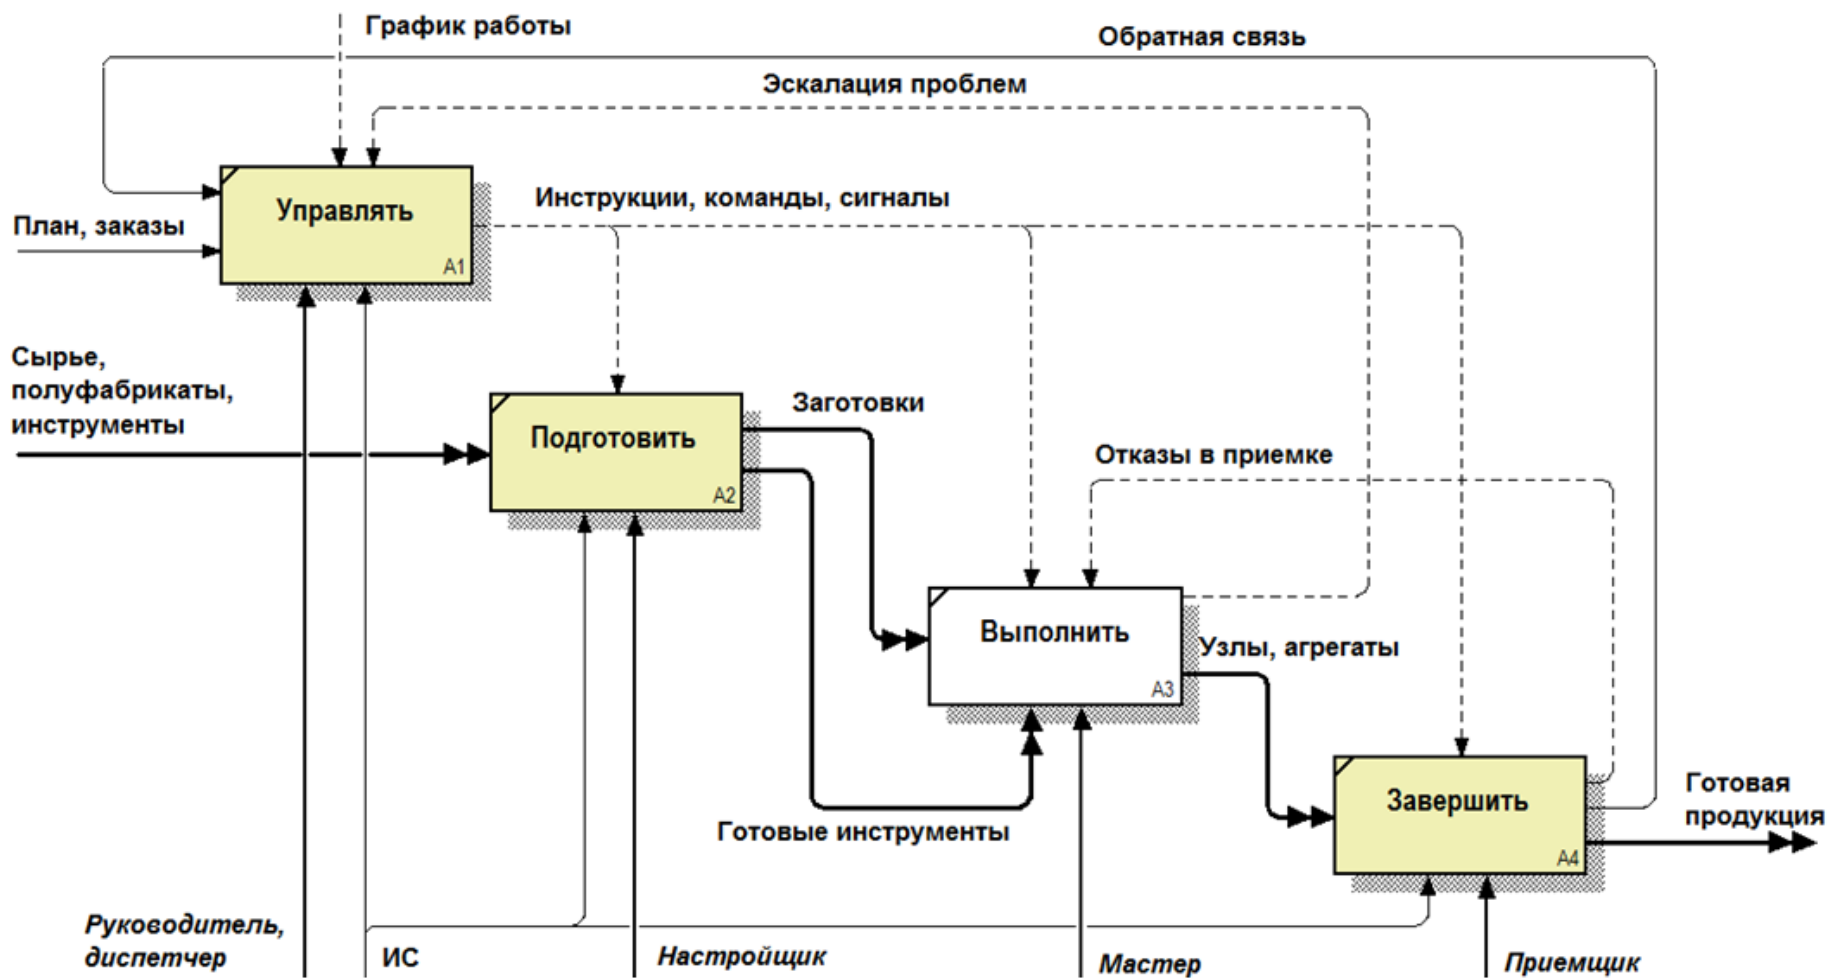 График работы
Обратная связь
Эскалация проблем
Управлять
A1
Инструкции, команды, сигналы
План, заказы
Сырье,
полуфабрикаты,
инструменты
Подготовить
A2
Заготовки
Отказы в приемке
Выполнить
A3
Узлы, агрегаты
Завершить
A4
Готовая
продукция
Готовые инструменты
Руководитель,
диспетчер
ИС
Настройщик
Мастер
Приемщик